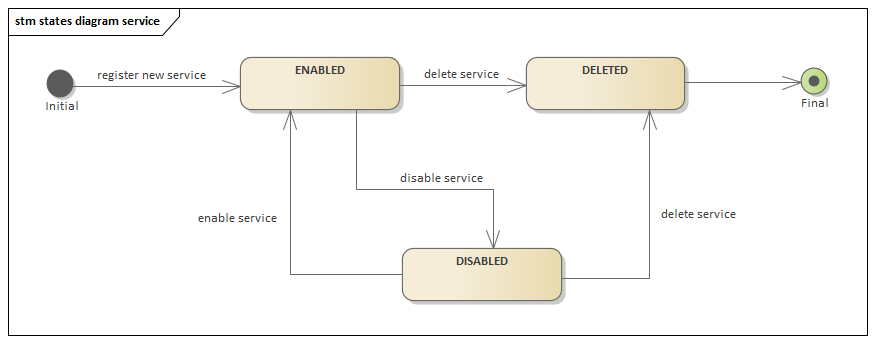 stm states diagram service
register new service
ENABLED
delete service
DELETED
Initial
Final
disable service
enable service
delete service
DISABLED